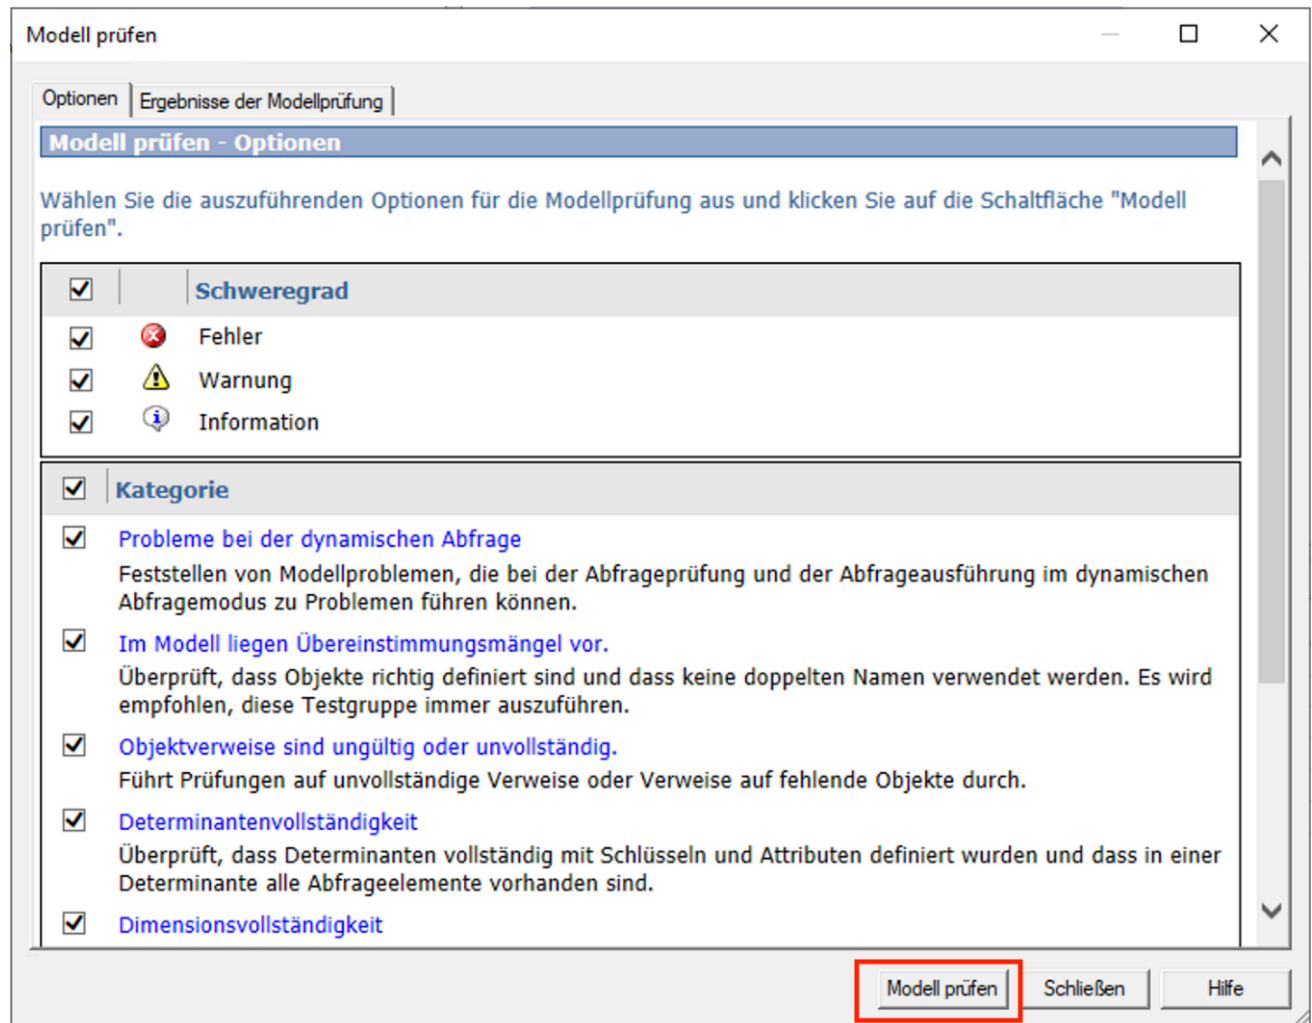 Modell prüfen
Optionen
Ergebnisse der Modellprüfung
Modell prüfen - Optionen
Wählen Sie die auszuführenden Optionen für die Modellprüfung aus und klicken Sie auf die Schaltfläche "Modell
prüfen".
Schweregrad
Fehler
Warnung
Information
Kategorie
Probleme bei der dynamischen Abfrage
Feststellen von Modellproblemen, die bei der Abfrageprüfung und der Abfrageausführung im dynamischen
Abfragemodus zu Problemen führen können.
Im Modell liegen Übereinstimmungsmängel vor.
Überprüft, dass Objekte richtig definiert sind und dass keine doppelten Namen verwendet werden. Es wird
empfohlen, diese Testgruppe immer auszuführen.
Objektverweise sind ungültig oder unvollständig.
Führt Prüfungen auf unvollständige Verweise oder Verweise auf fehlende Objekte durch.
Determinantenvollständigkeit
Überprüft, dass Determinanten vollständig mit Schlüsseln und Attributen definiert wurden und dass in einer
Determinante alle Abfrageelemente vorhanden sind.
Dimensionsvollständigkeit
Modell prüfen
Schließen
Hilfe